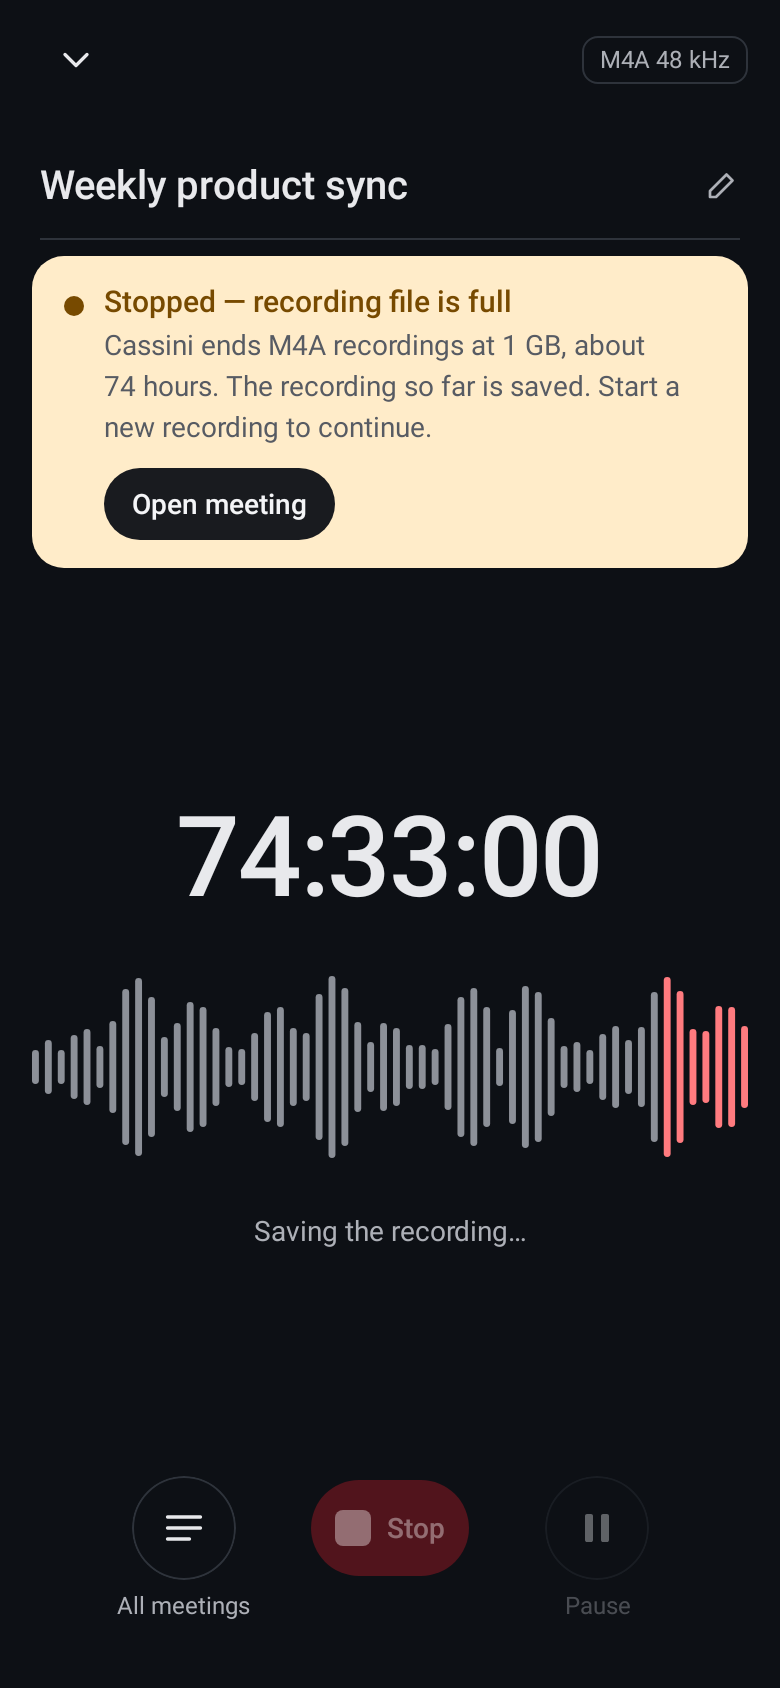 M4A 48 kHz
Weekly product sync
Stopped — recording file is full
Cassini ends M4A recordings at 1 GB, about
74 hours. The recording so far is saved. Start a
new recording to continue.
Open meeting
74:33:00
Saving the recording…
Stop
All meetings
Pause